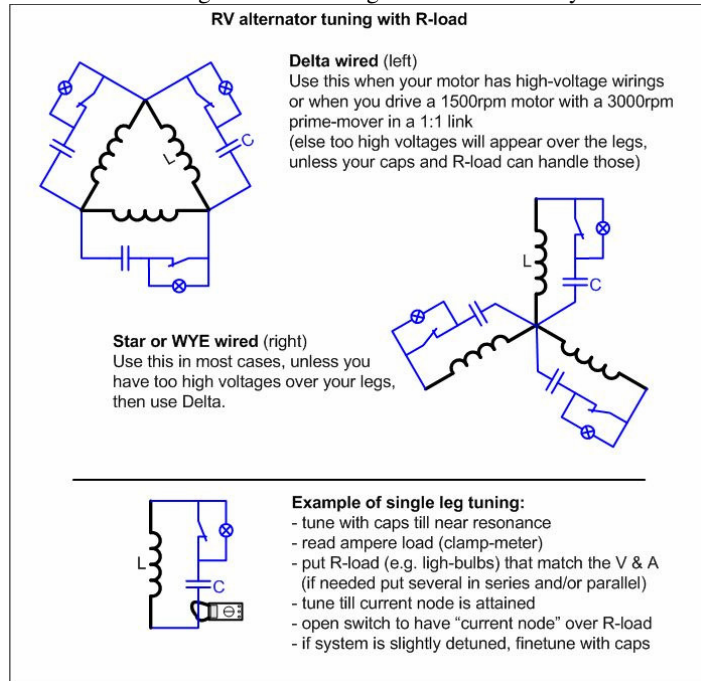 RV alternator tuning with R-load
Delta wired (left)
Use this when your motor has high-voltage wirings
or when you drive a 1500rpm motor with a 3000rpm
prime-mover in a 1:1 link
(else too high voltages will appear over the legs,
unless your caps and R-load can handle those)
C
L
L
C
Star or WYE wired (right)
Use this in most cases, unless you
have too high voltages over your legs,
then use Delta.
Example of single leg tuning:
- tune with caps till near resonance
- read ampere load (clamp-meter)
- put R-load (e.g. ligh-bulbs) that match the V & A
(if needed put several in series and/or parallel)
- tune till current node is attained
- open switch to have “current node” over R-load
- if system is slightly detuned, finetune with caps
L
C